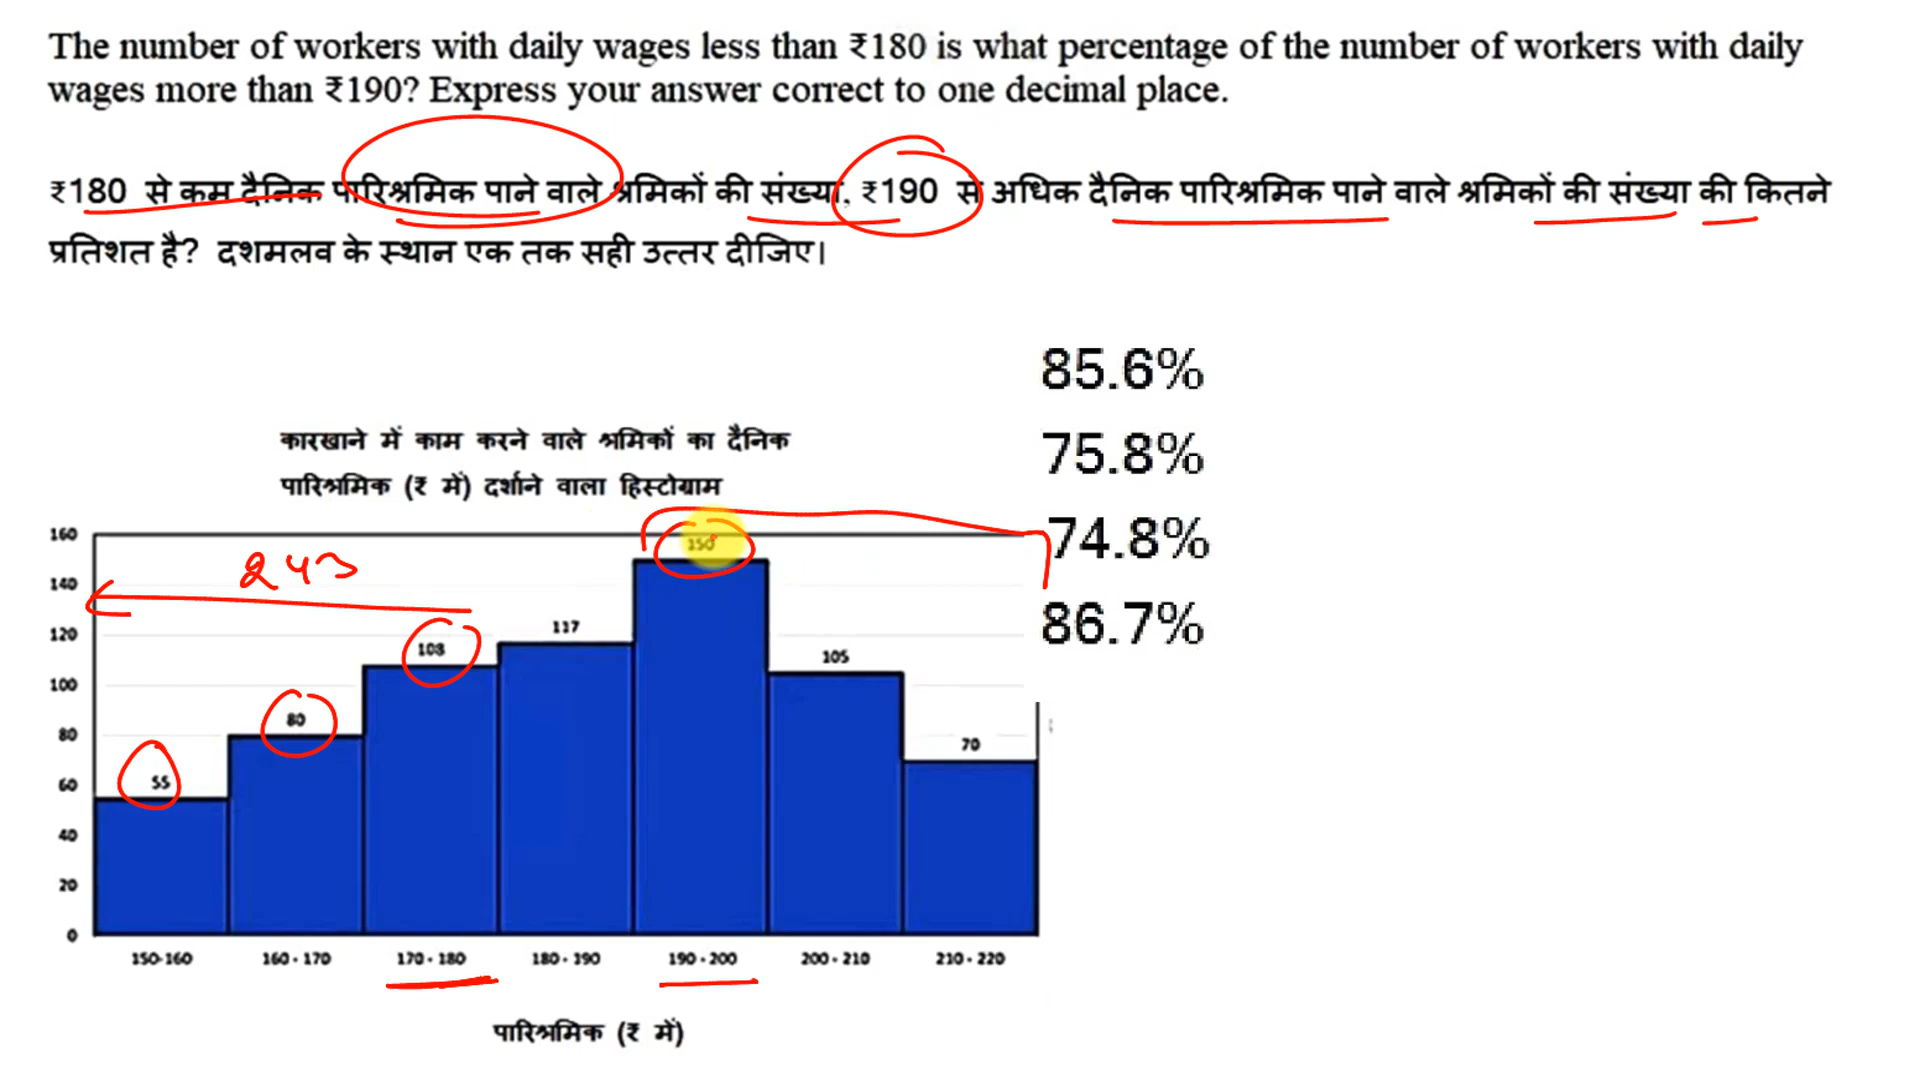 The number of workers with daily wages less than ₹180 is what percentage of the number of workers with daily
wages more than ₹190? Express your answer correct to one decimal place.
₹180 से कम दैनिक पारिश्रमिक पाने वाले श्रमिकों की संख्या, ₹190 से अधिक दैनिक पारिश्रमिक पाने वाले श्रमिकों की संख्या की कितने
प्रतिशत है? दशमलव के स्थान एक तक सही उत्तर दीजिए।
85.6%
75.8%
74.8%
86.7%
कारखाने में काम करने वाले श्रमिकों का दैनिक
पारिश्रमिक (₹ में) दर्शाने वाला हिस्टोग्राम
160
140
120
100
80
60
40
20
0
243
55
80
108
117
150
105
70
150-160 160 - 170 170 - 180 180 - 190 190 - 200 200 - 210 210 - 220
पारिश्रमिक (₹ में)